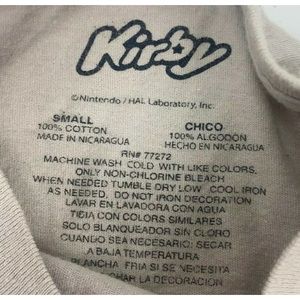 Kirby
©Nintendo / HAL Laboratory, Inc.
SMALL CHICO
100% COTTON 100% ALGODÓN
MADE IN NICARAGUA HECHO EN NICARAGUA
RN# 77272
MACHINE WASH COLD WITH LIKE COLORS.
ONLY NON-CHLORINE BLEACH
WHEN NEEDED TUMBLE DRY LOW COOL IRON
AS NEEDED. DO NOT IRON DECORATION
LAVAR EN LAVADORA CON AGUA
CON COLORS SIMILARES
SOLO BLANQUEADOR SIN CLORO
CUANDO SEA NECESARIO: SECAR
A BAJA TEMPERATURA
PLANCHA FRIA SI SE NECESITA
LA DECORACION